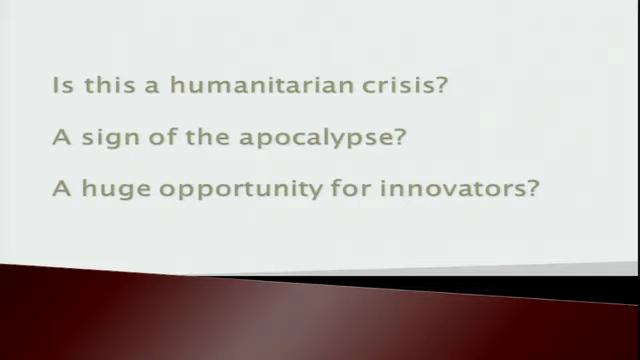 Is this a humanitarian crisis?
A sign of the apocalypse?
A huge opportunity for innovators?